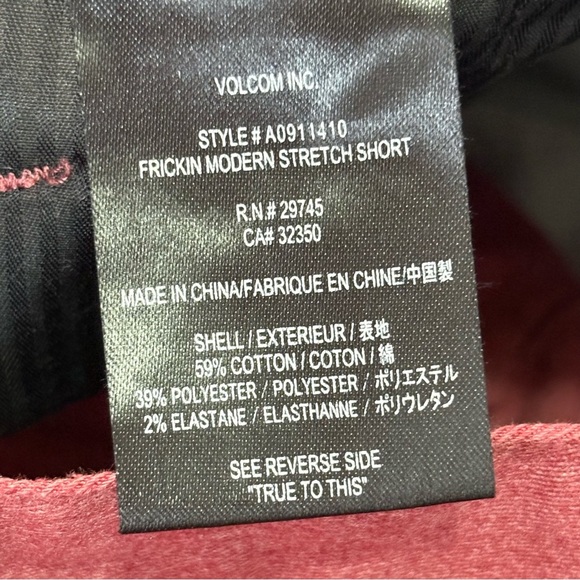 VOLCOM INC.
STYLE # A0911410
FRICKIN MODERN STRETCH SHORT
R.N.# 29745
CA# 32350
MADE IN CHINA/FABRIQUE EN CHINE/中国製
SHELL / EXTERIEUR / 表地
59% COTTON / COTON / 綿
39% POLYESTER / POLYESTER / ポリエステル
2% ELASTANE / ELASTHANNE / ポリウレタン
SEE REVERSE SIDE
"TRUE TO THIS"